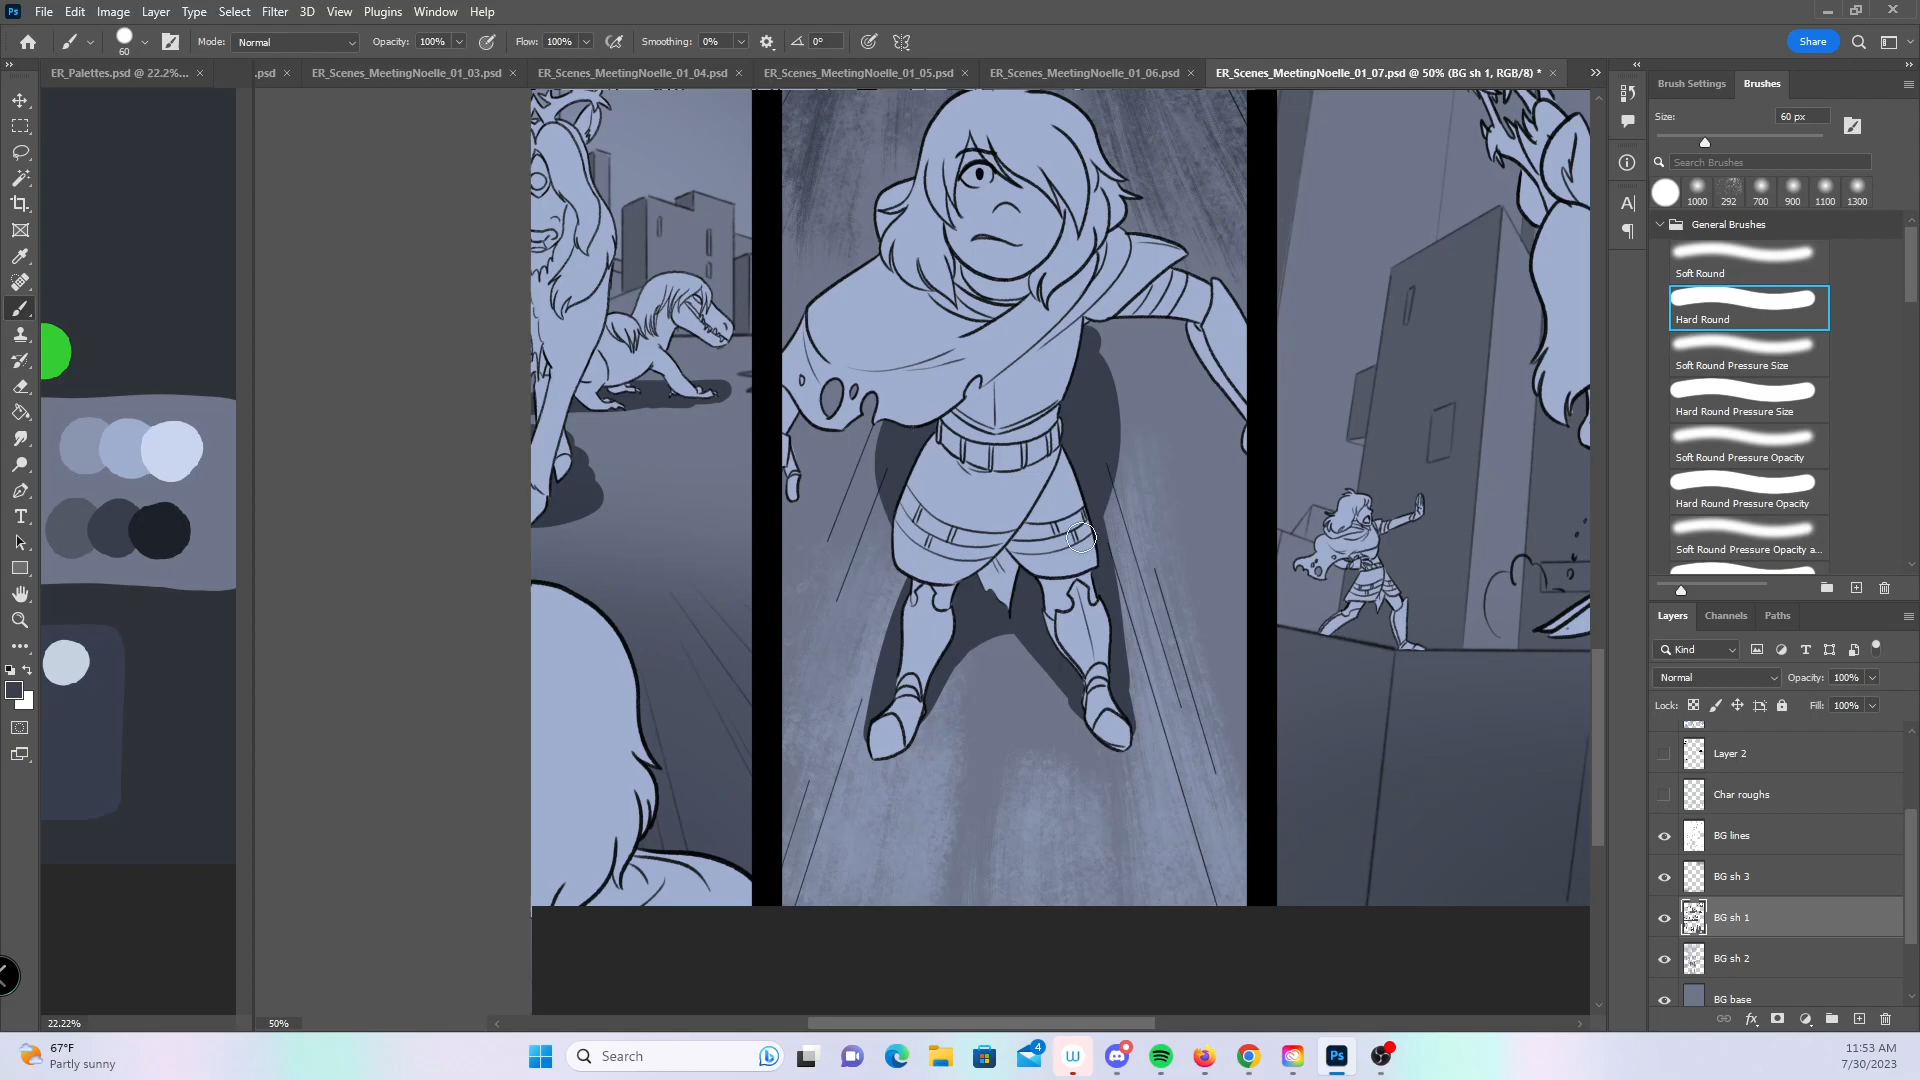 Ps File Edit Image Layer Type Select Filter 3D View Plugins Window Help
60 Mode: Normal Opacity: 100% Flow: 100% Smoothing: 0% 0° Share
ER_Palettes.psd @ 22.2%... × .psd × ER_Scenes_MeetingNoelle_01_03.psd × ER_Scenes_MeetingNoelle_01_04.psd × ER_Scenes_MeetingNoelle_01_05.psd × ER_Scenes_MeetingNoelle_01_06.psd × ER_Scenes_MeetingNoelle_01_07.psd @ 50% (BG sh 1, RGB/8) * ×
Brush Settings Brushes
Size: 60 px
Search Brushes
1000 292 700 900 1100 1300
General Brushes
Soft Round
Hard Round
Soft Round Pressure Size
Hard Round Pressure Size
Soft Round Pressure Opacity
Hard Round Pressure Opacity
Soft Round Pressure Opacity a...
Layers Channels Paths
Kind
Normal Opacity: 100%
Lock: Fill: 100%
Layer 2
Char roughs
BG lines
BG sh 3
BG sh 1
BG sh 2
BG base
22.22% 50%
67°F
Partly sunny
Search
4
Ps
11:53 AM
7/30/2023